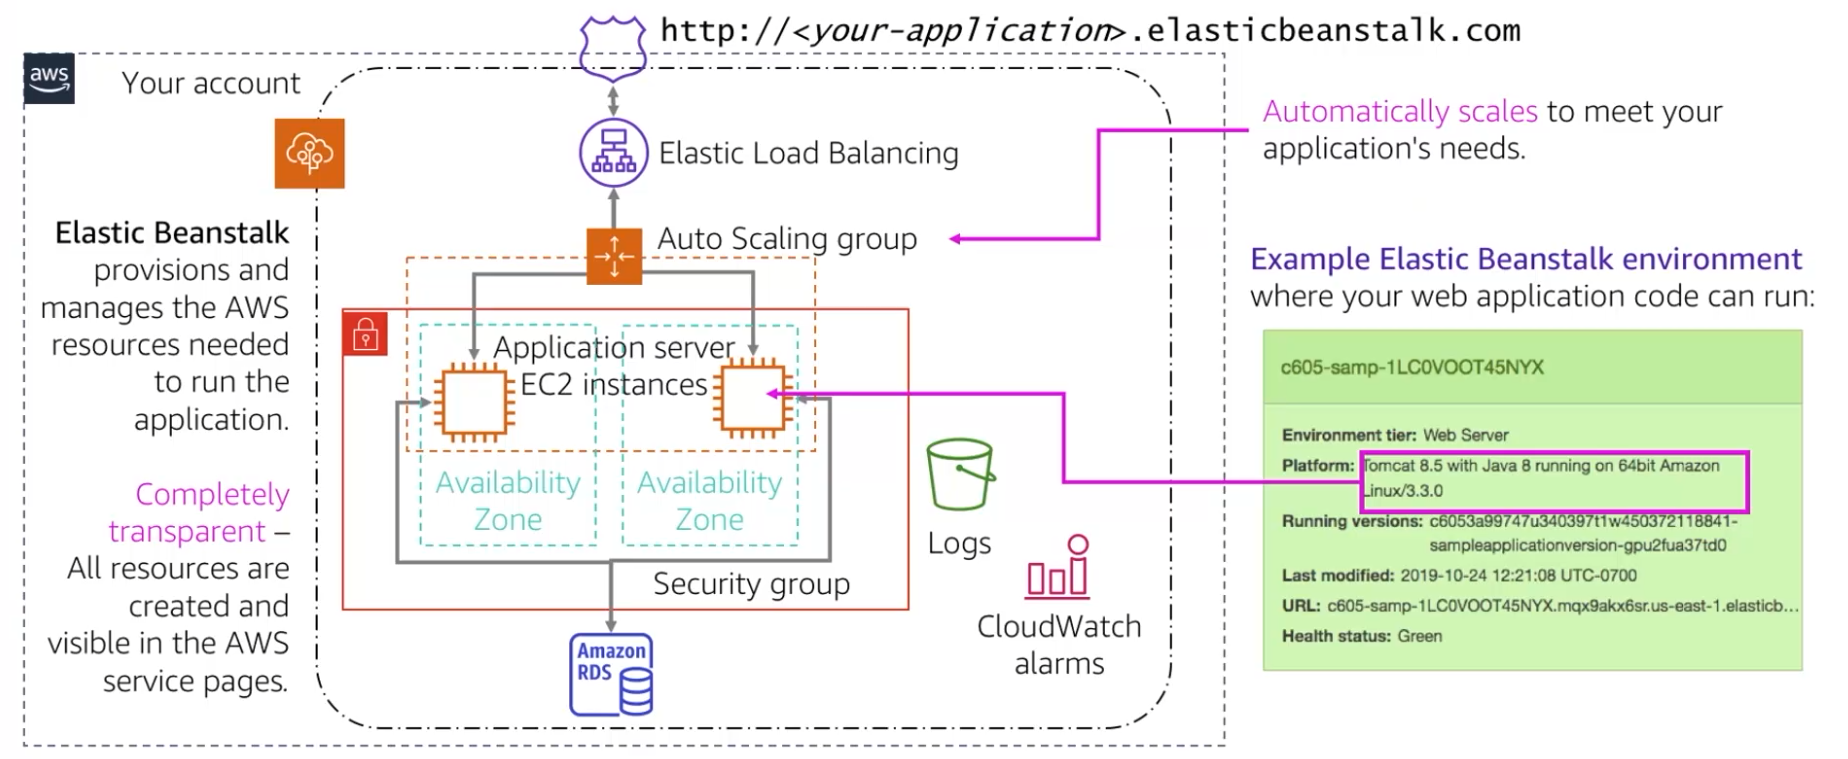 http://<your-application>.elasticbeanstalk.com
aws
Your account
Elastic Load Balancing
Auto Scaling group
Automatically scales to meet your
application's needs.
Elastic Beanstalk
provisions and
manages the AWS
resources needed
to run the
application.
Completely
transparent –
All resources are
created and
visible in the AWS
service pages.
Application server
EC2 instances
Availability
Zone
Availability
Zone
Security group
Amazon
RDS
Logs
CloudWatch
alarms
Example Elastic Beanstalk environment
where your web application code can run:
c605-samp-1LC0VOOT45NYX
Environment tier: Web Server
Platform: Tomcat 8.5 with Java 8 running on 64bit Amazon
Linux/3.3.0
Running versions: c6053a99747u340397t1w450372118841-
sampleapplicationversion-gpu2fua37td0
Last modified: 2019-10-24 12:21:08 UTC-0700
URL: c605-samp-1LC0VOOT45NYX.mqx9akx6sr.us-east-1.elasticb...
Health status: Green